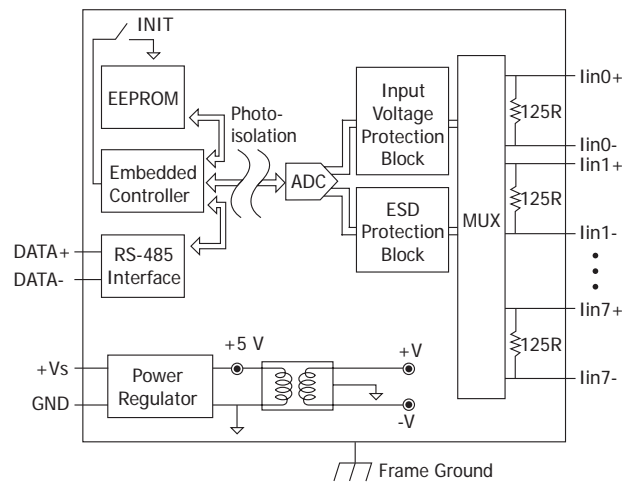 INIT
EEPROM
Photo-
isolation
Embedded
Controller
RS-485
Interface
DATA+
DATA-
ADC
Input
Voltage
Protection
Block
ESD
Protection
Block
MUX
Iin0+
125R
Iin0-
Iin1+
125R
Iin1-
Iin7+
125R
Iin7-
+Vs
GND
Power
Regulator
+5 V
+V
-V
Frame Ground